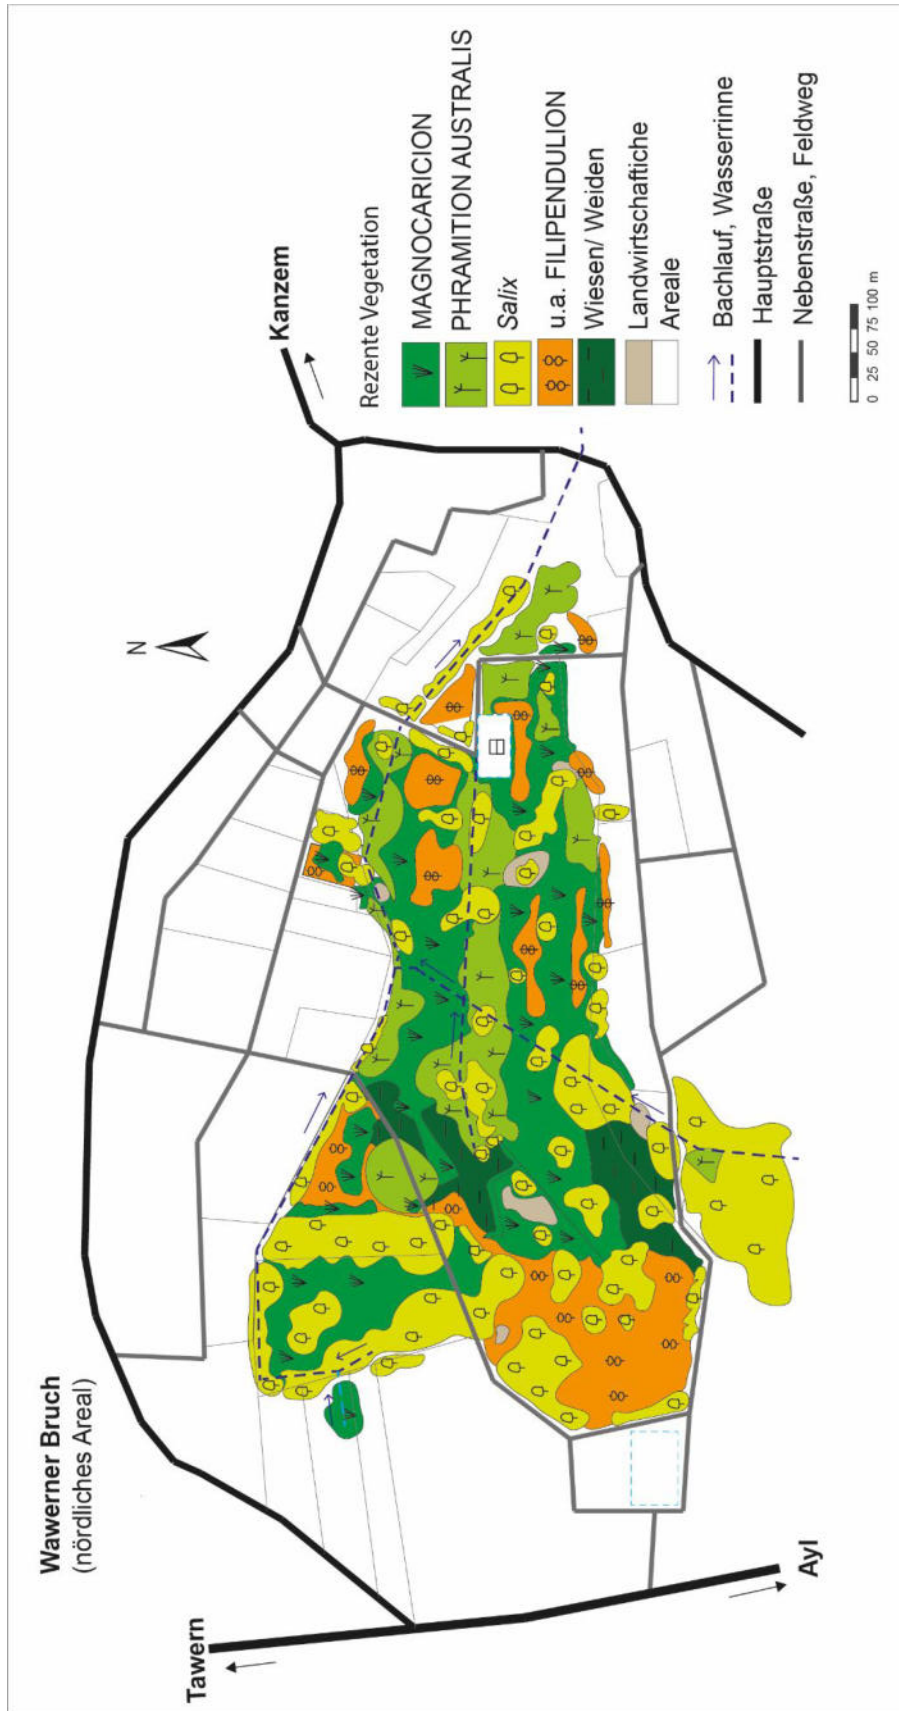 Wawerner Bruch
(nördliches Areal)
Tawern
Ayl
Kanzem
N
Rezente Vegetation
MAGNOCARICION
PHRAMITION AUSTRALIS
Salix
u.a. FILIPENDULION
Wiesen/ Weiden
Landwirtschaftiche
Areale
Bachlauf, Wasserrinne
Hauptstraße
Nebenstraße, Feldweg
0 25 50 75 100 m